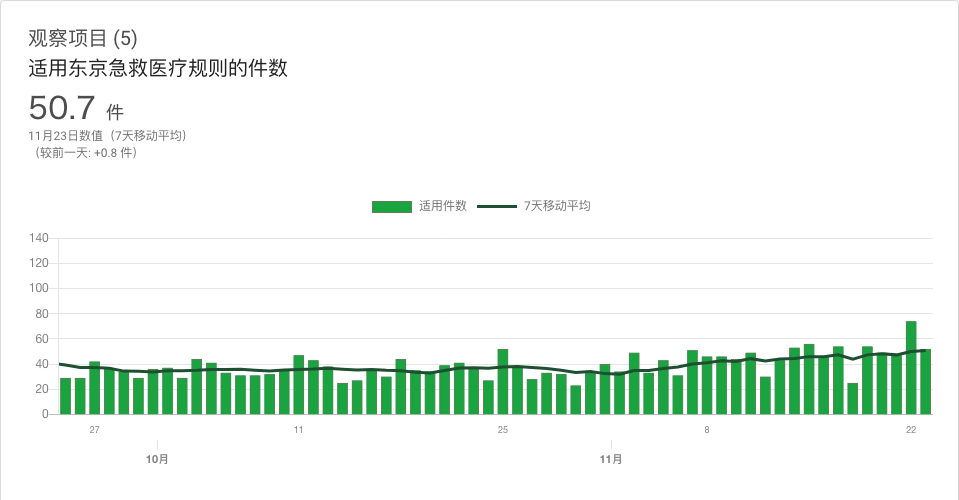 观察项目 (5)
适用东京急救医疗规则的件数
50.7 件
11月23日数值（7天移动平均）
（较前一天: +0.8 件）
适用件数 7天移动平均
140
120
100
80
60
40
20
0
27 11 25 8 22
10月 11月